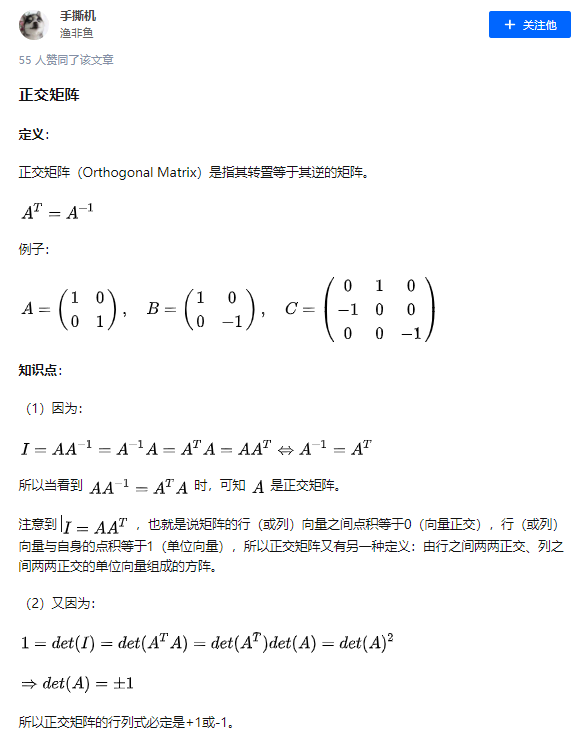 手撕机
渔非鱼
+ 关注他
55 人赞同了该文章
正交矩阵
定义：
正交矩阵（Orthogonal Matrix）是指其转置等于其逆的矩阵。
A^T = A^{-1}
例子：
A = \begin{pmatrix} 1 & 0 \\ 0 & 1 \end{pmatrix}, B = \begin{pmatrix} 1 & 0 \\ 0 & -1 \end{pmatrix}, C = \begin{pmatrix} 0 & 1 & 0 \\ -1 & 0 & 0 \\ 0 & 0 & -1 \end{pmatrix}
知识点：
（1）因为：
I = AA^{-1} = A^{-1}A = A^T A = AA^T ⇔ A^{-1} = A^T
所以当看到 AA^{-1} = A^T A 时，可知 A 是正交矩阵。
注意到 I = AA^T ，也就是说矩阵的行（或列）向量之间点积等于0（向量正交），行（或列）
向量与自身的点积等于1（单位向量），所以正交矩阵又有另一种定义：由行之间两两正交、列之
间两两正交的单位向量组成的方阵。
（2）又因为：
1 = det(I) = det(A^T A) = det(A^T)det(A) = det(A)^2
⇒ det(A) = ±1
所以正交矩阵的行列式必定是+1或-1。